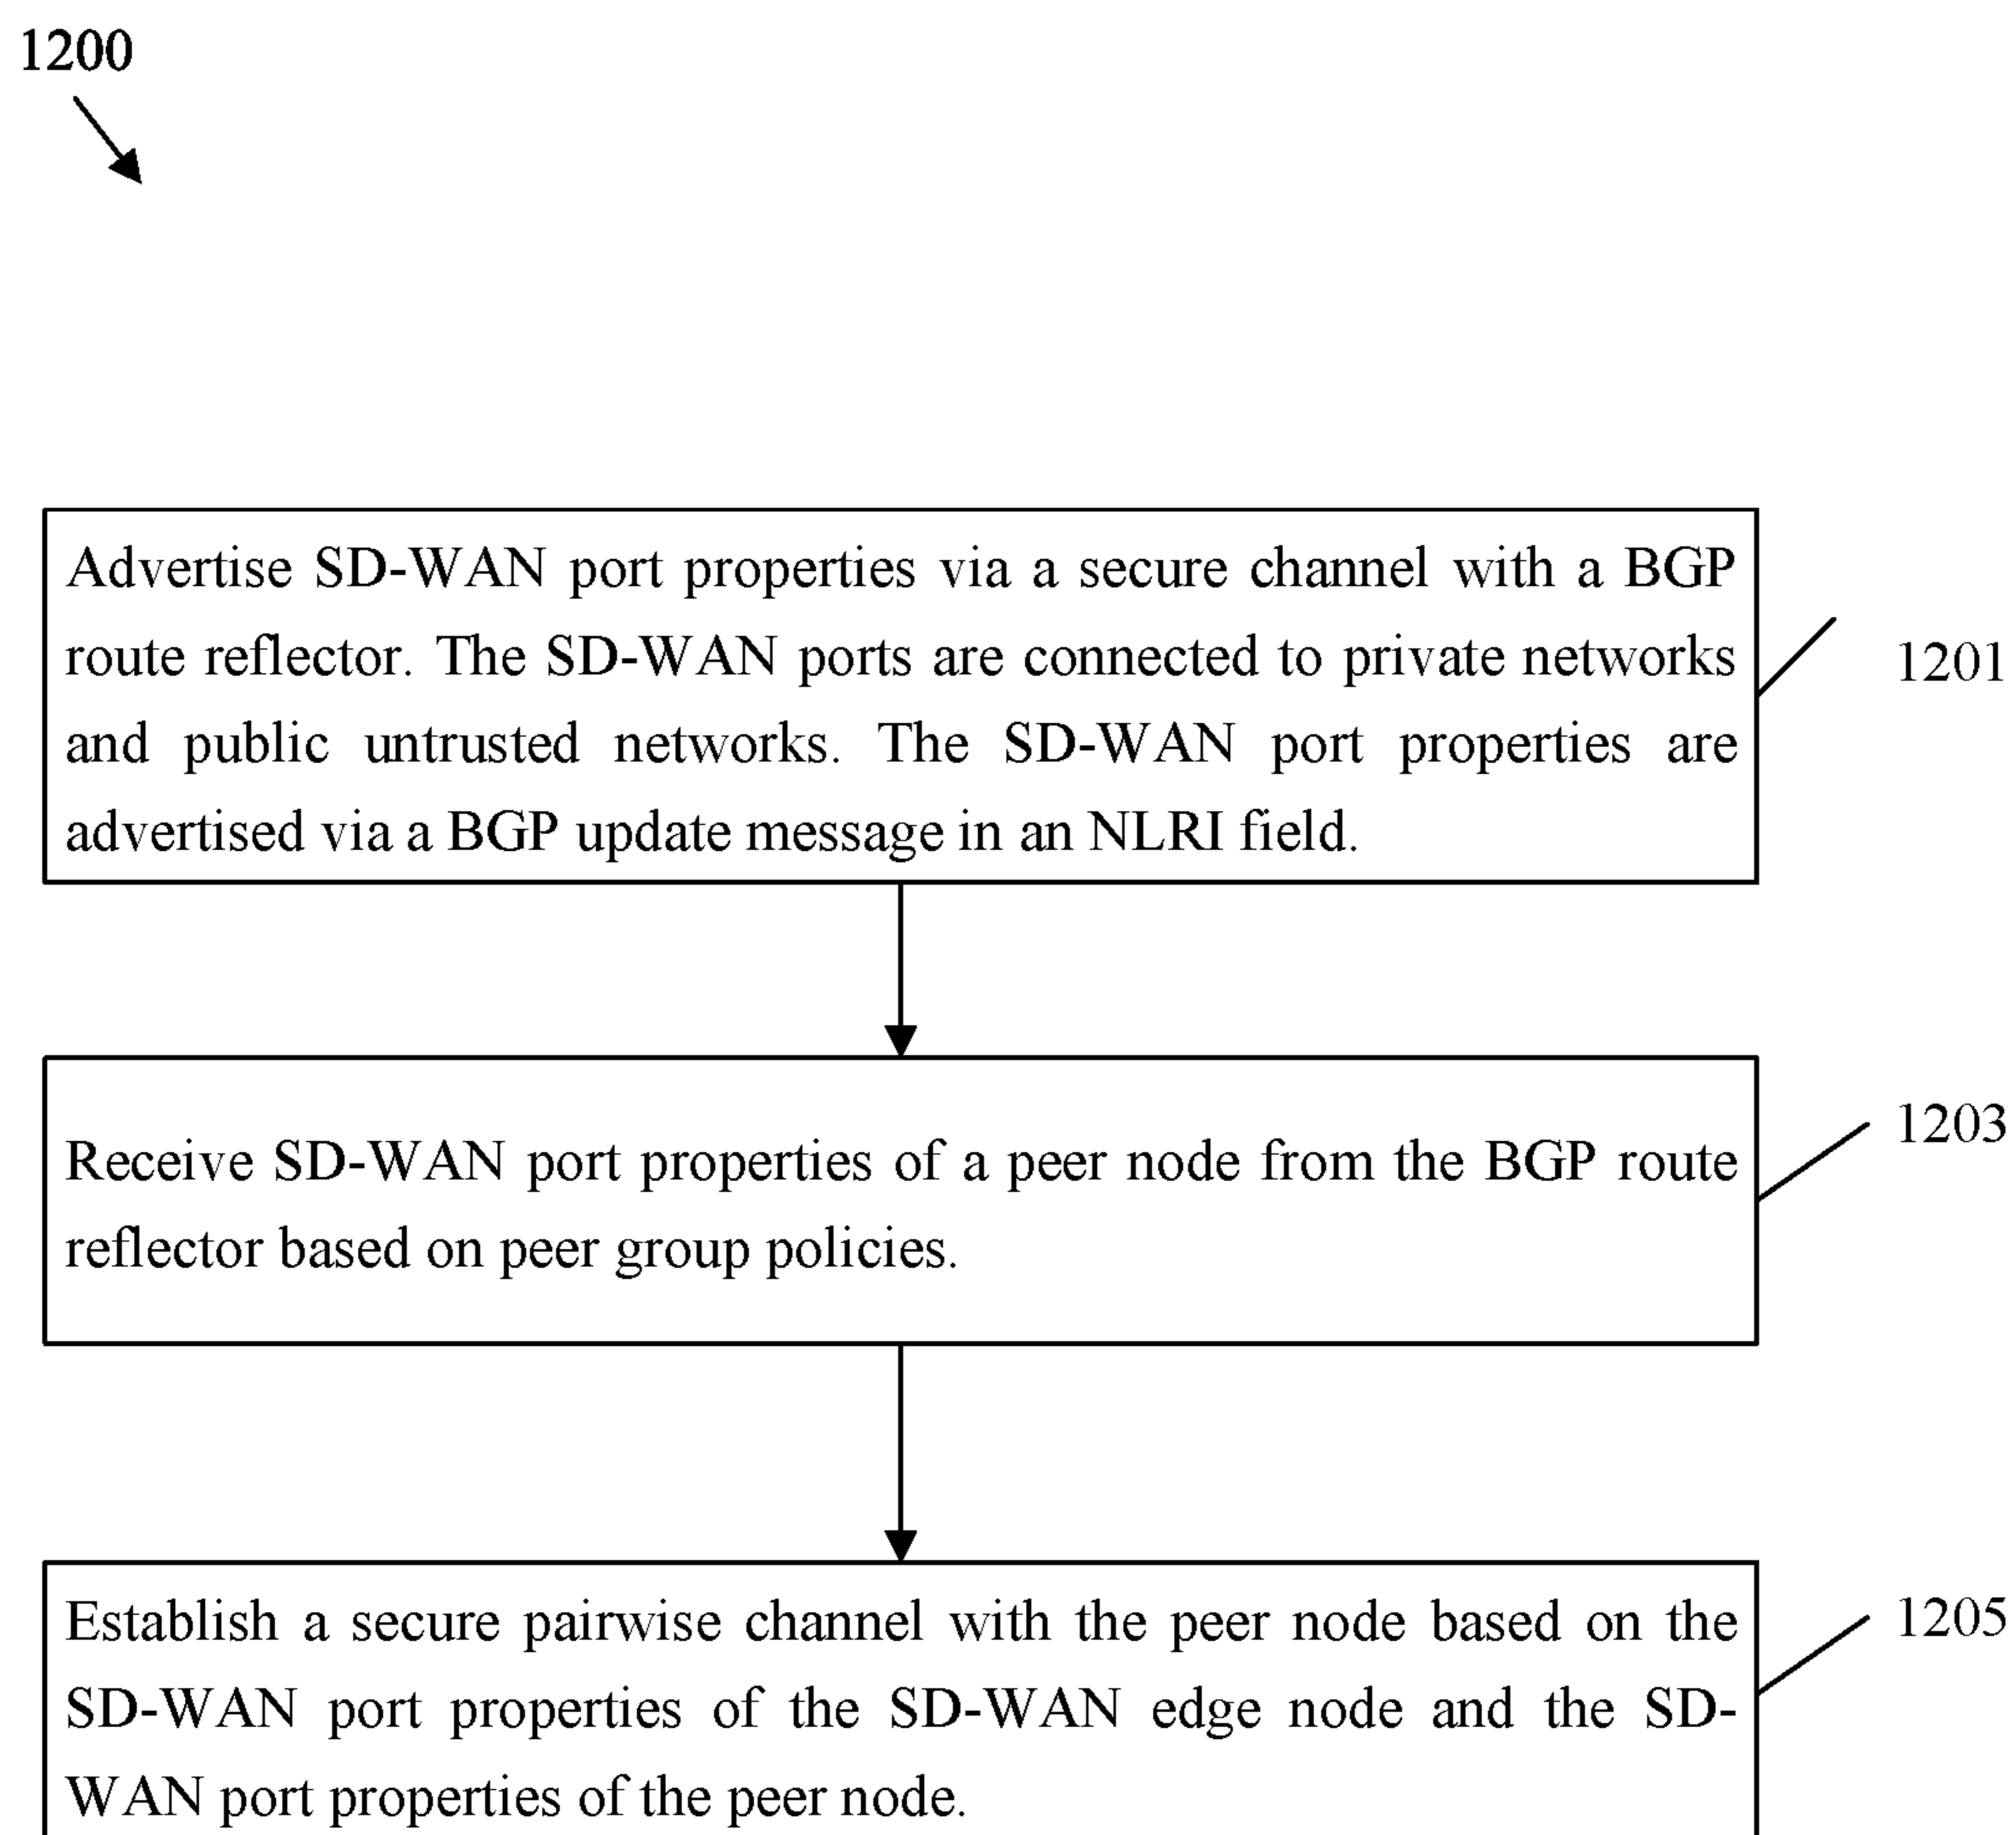 1200
Advertise SD-WAN port properties via a secure channel with a BGP
route reflector. The SD-WAN ports are connected to private networks
and public untrusted networks. The SD-WAN port properties are
advertised via a BGP update message in an NLRI field.
1201
Receive SD-WAN port properties of a peer node from the BGP route
reflector based on peer group policies.
1203
Establish a secure pairwise channel with the peer node based on the
SD-WAN port properties of the SD-WAN edge node and the SD-
WAN port properties of the peer node.
1205